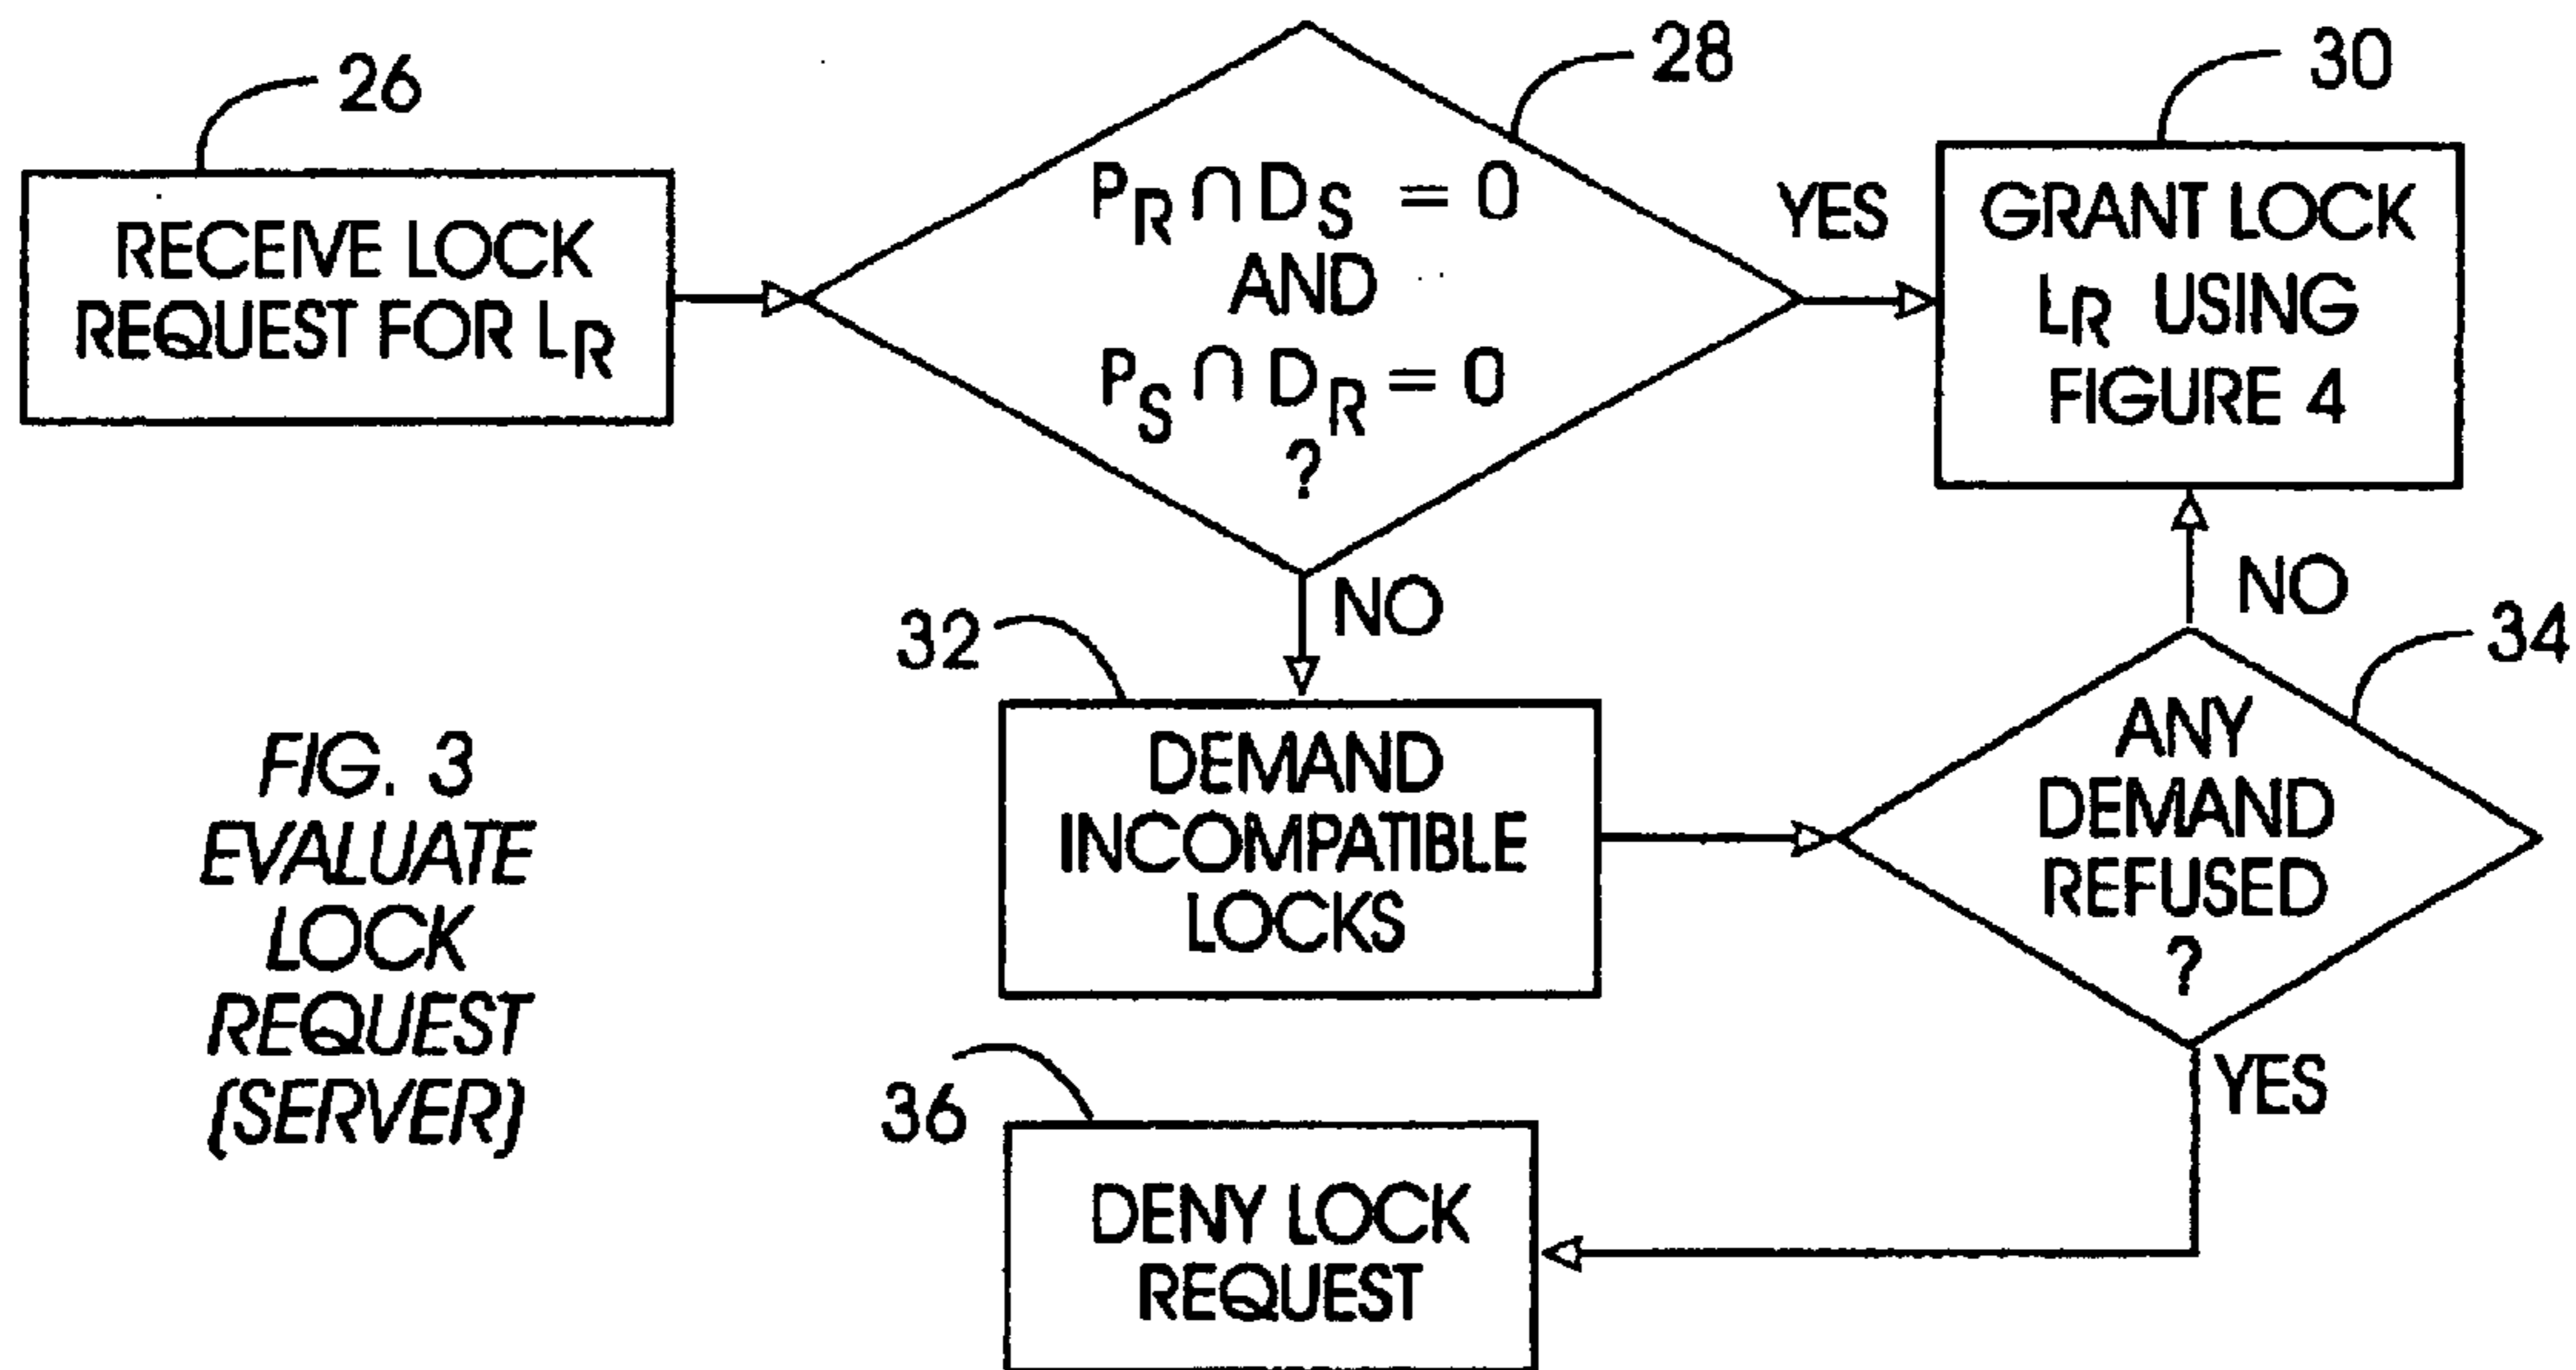 26
RECEIVE LOCK
REQUEST FOR LR
28
PR ∩ DS = 0
AND
PS ∩ DR = 0
?
YES
30
GRANT LOCK
LR USING
FIGURE 4
NO
32
DEMAND
INCOMPATIBLE
LOCKS
NO
34
ANY
DEMAND
REFUSED
?
YES
36
DENY LOCK
REQUEST
FIG. 3
EVALUATE
LOCK
REQUEST
(SERVER)